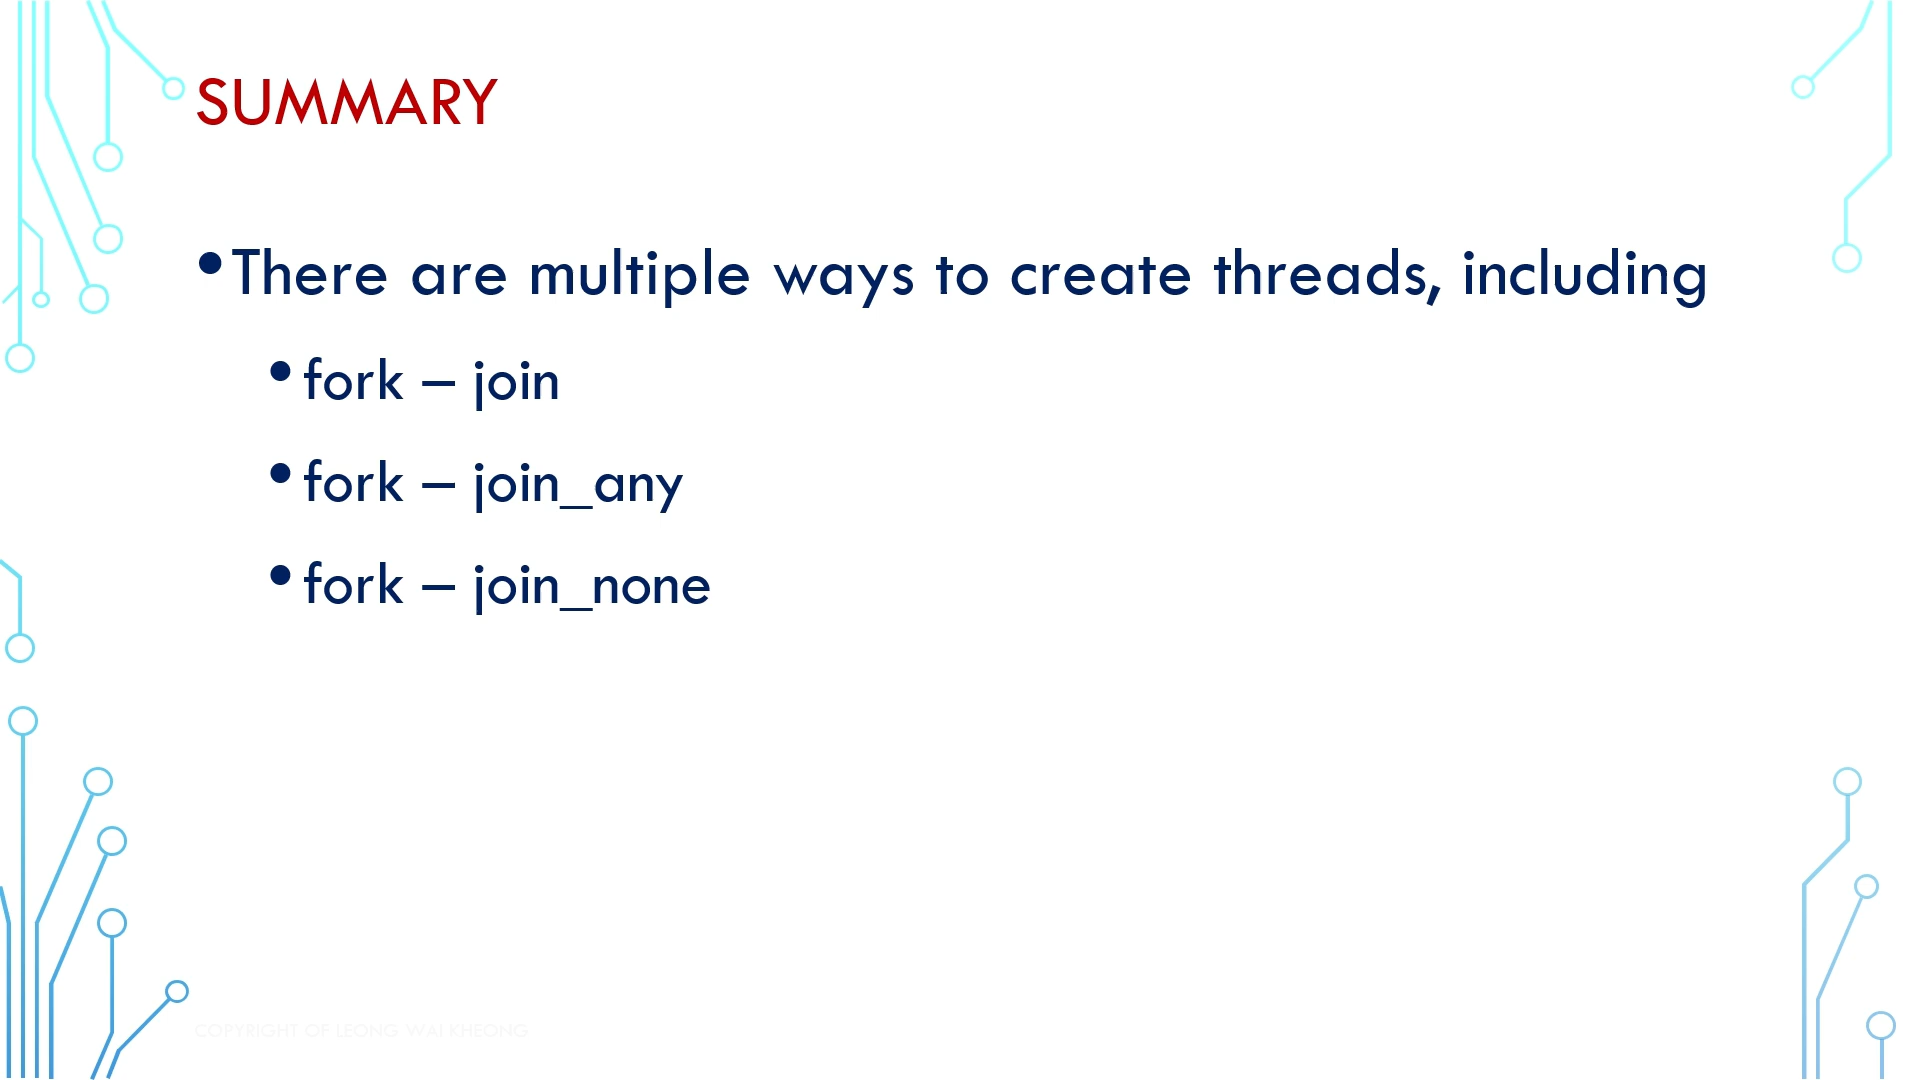 SUMMARY
•There are multiple ways to create threads, including
•fork – join
•fork – join_any
•fork – join_none
COPYRIGHT OF LEONG WAI KHEONG